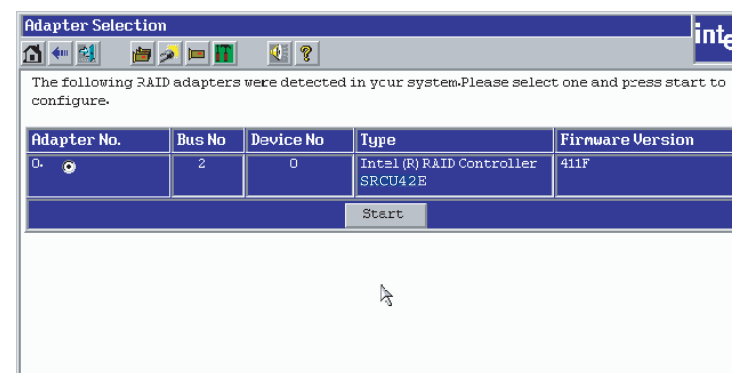 Adapter Selection
The following RAID adapters were detected in your system.Please select one and press start to
configure.
Adapter No. Bus No Device No Type Firmware Version
0. 2 0 Intel (R) RAID Controller 411F
SRCU42E
Start